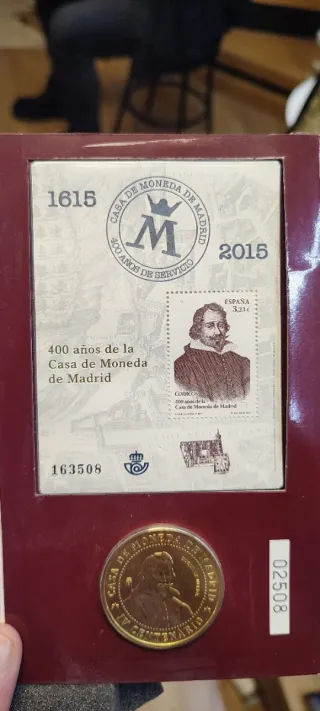 1615
CASA DE MONEDA DE MADRID
400 AÑOS DE SERVICIO
M
2015
ESPAÑA
3,23 €
CORREOS
400 años de la
Casa de Moneda de Madrid
400 años de la
Casa de Moneda
de Madrid
163508
CASA DE MONEDA DE MADRID
IV CENTENARIO
02508